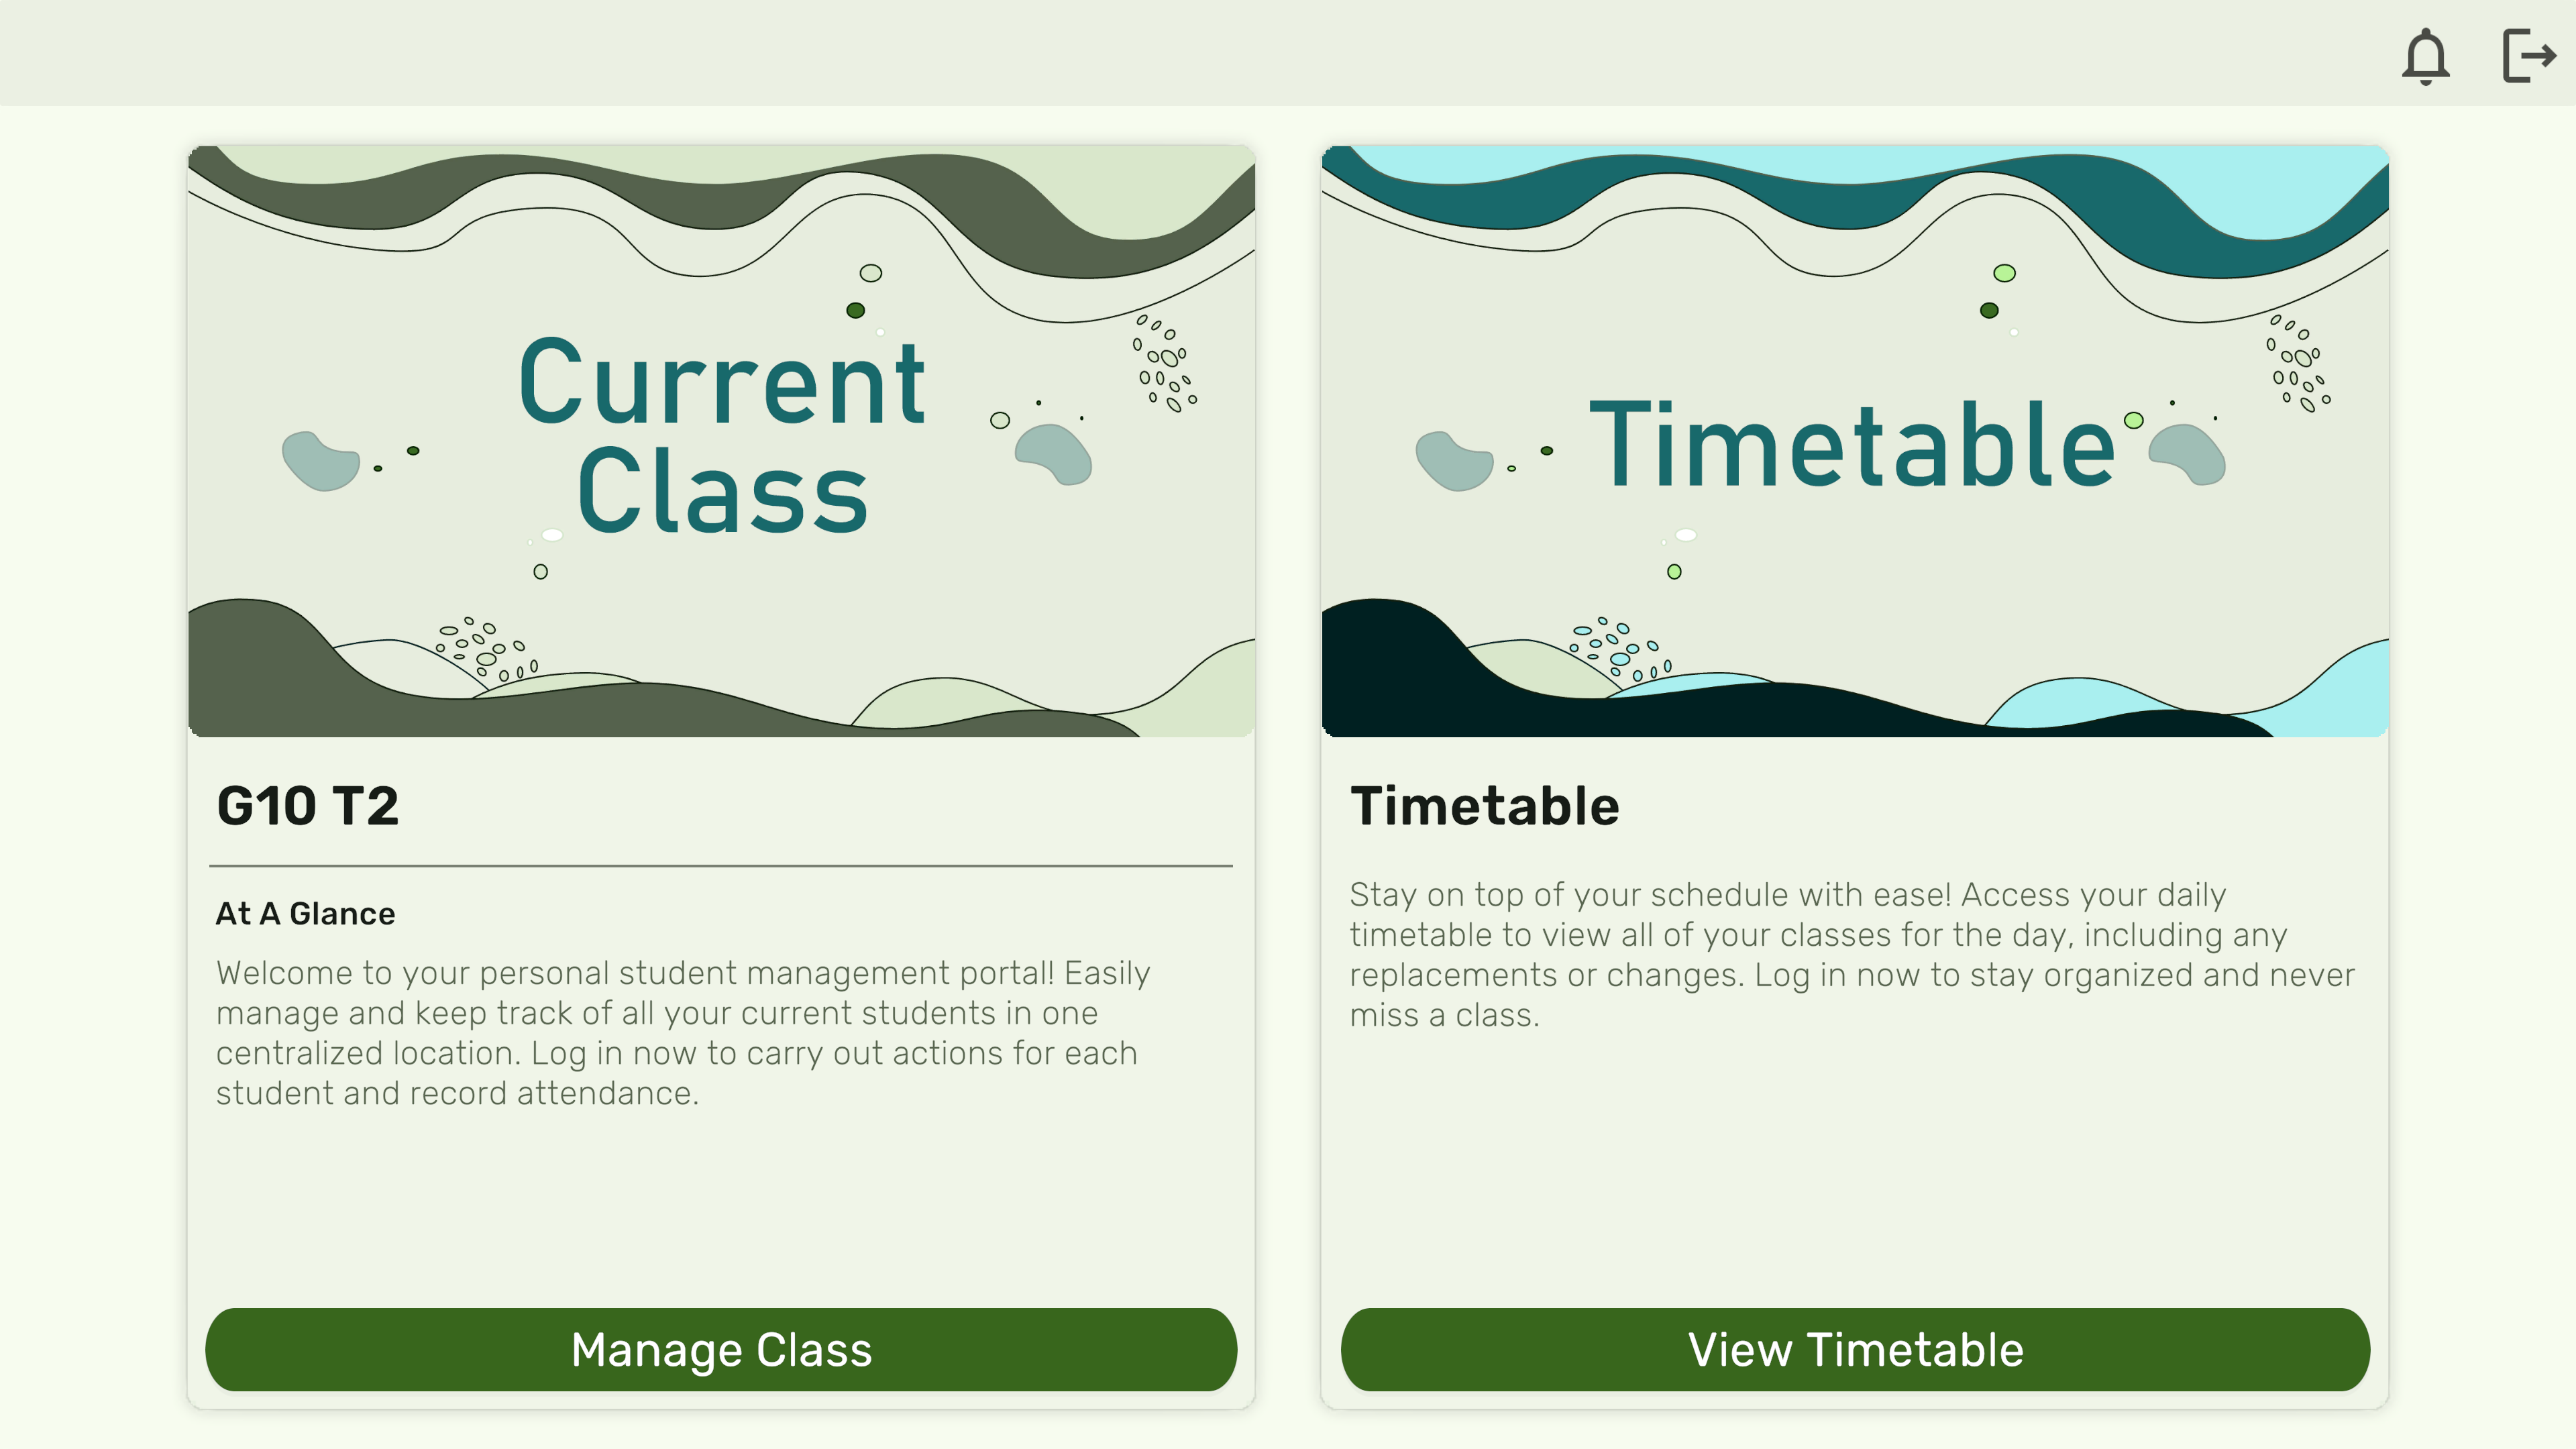 Current
Class
G10 T2
At A Glance
Welcome to your personal student management portal! Easily
manage and keep track of all your current students in one
centralized location. Log in now to carry out actions for each
student and record attendance.
Manage Class
Timetable
Timetable
Stay on top of your schedule with ease! Access your daily
timetable to view all of your classes for the day, including any
replacements or changes. Log in now to stay organized and never
miss a class.
View Timetable